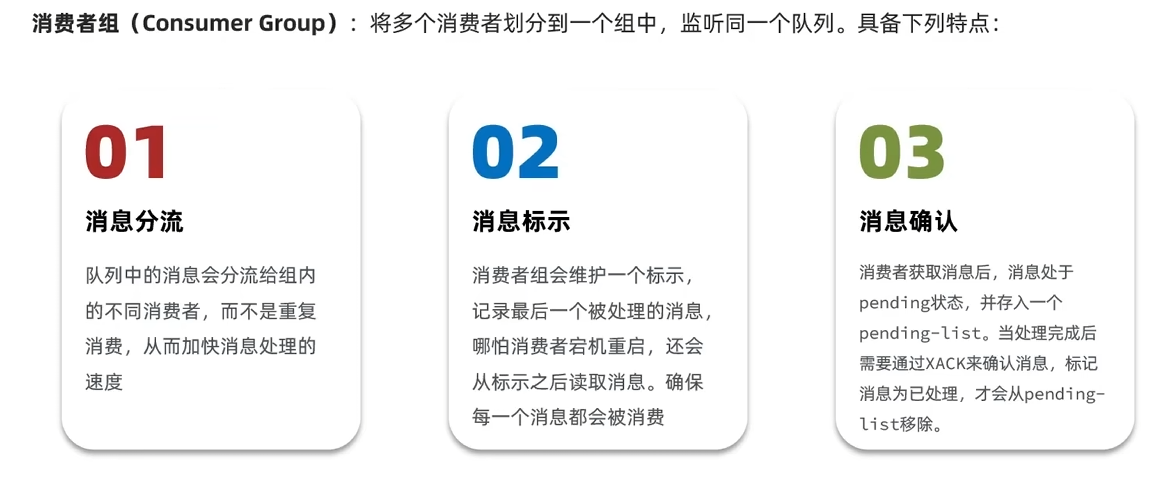 消费者组（Consumer Group）：将多个消费者划分到一个组中，监听同一个队列。具备下列特点：
01
消息分流
队列中的消息会分流给组内
的不同消费者，而不是重复
消费，从而加快消息处理的
速度
02
消息标示
消费者组会维护一个标示，
记录最后一个被处理的消息，
哪怕消费者宕机重启，还会
从标示之后读取消息。确保
每一个消息都会被消费
03
消息确认
消费者获取消息后，消息处于
pending状态，并存入一个
pending-list。当处理完成后
需要通过XACK来确认消息，标记
消息为已处理，才会从pending-
list移除。